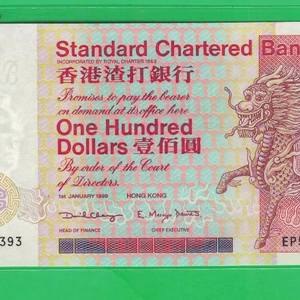 Standard Chartered Ban
INCORPORATED BY ROYAL CHARTER 1853
香港渣打銀行
Promises to pay the bearer
on demand at its office here
One Hundred
Dollars 壹佰圓
By order of the Court
of Directors.
1st JANUARY 1999 HONG KONG
HEAD OF FINANCE CHIEF EXECUTIVE
393 EP